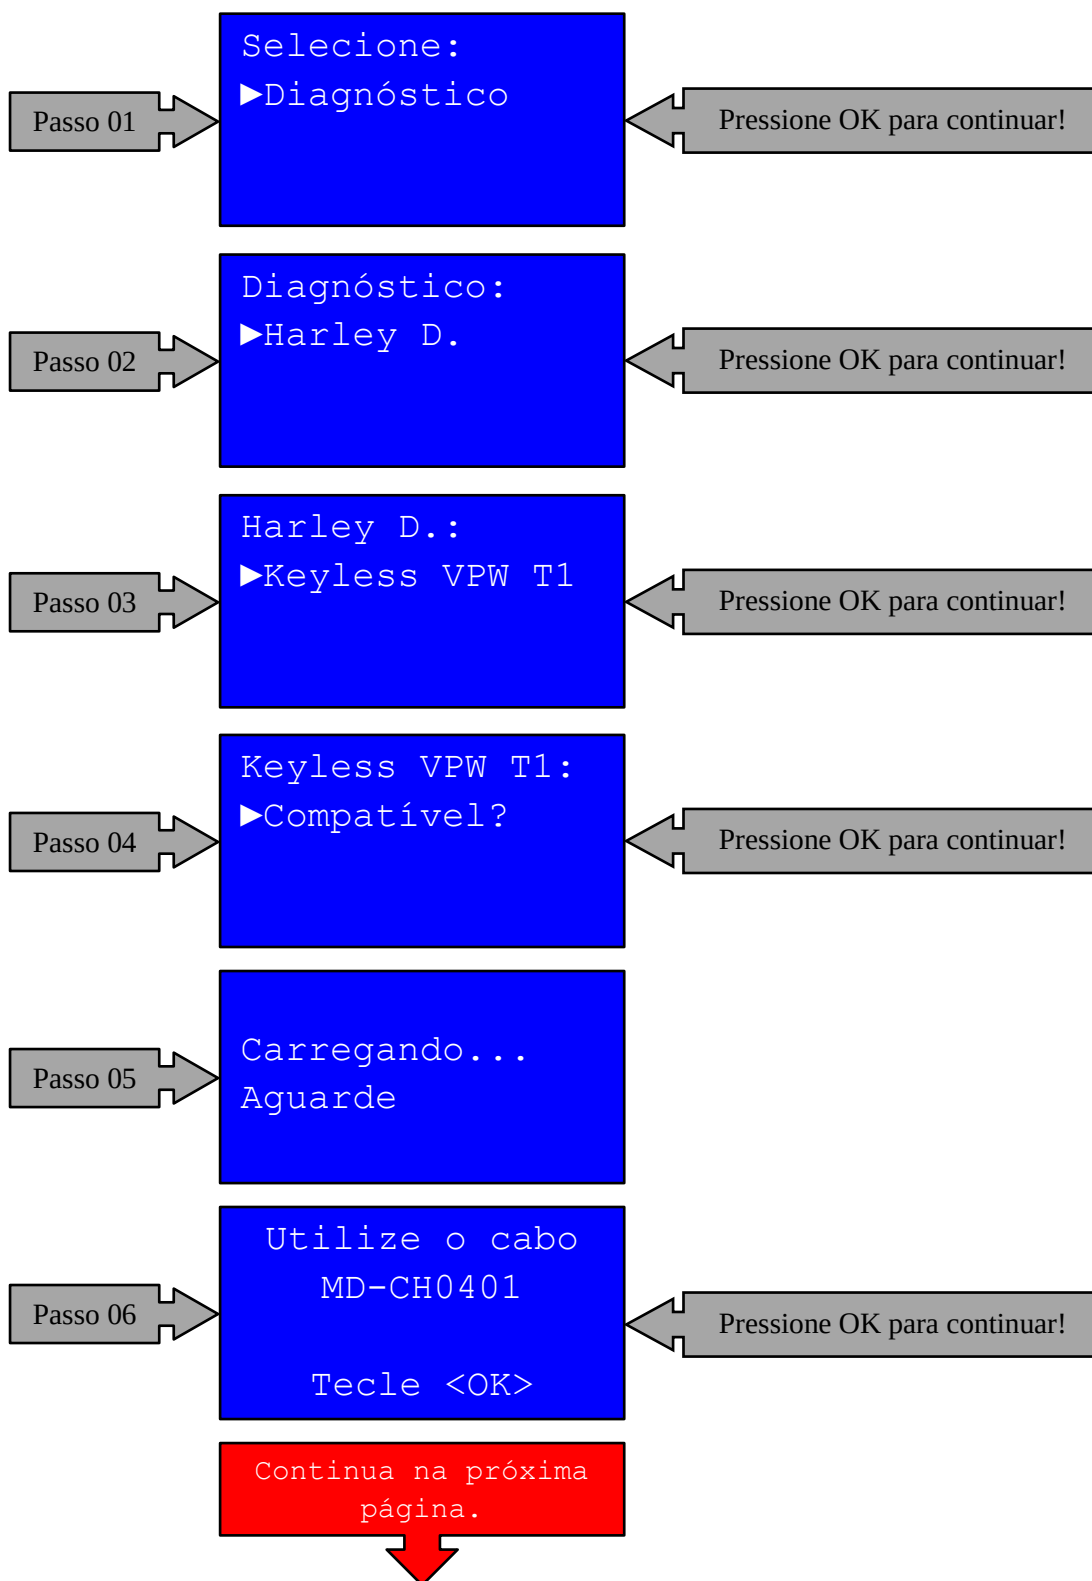 Selecione:
►Diagnóstico
Passo 01
Pressione OK para continuar!
Diagnóstico:
►Harley D.
Passo 02
Pressione OK para continuar!
Harley D.:
►Keyless VPW T1
Passo 03
Pressione OK para continuar!
Keyless VPW T1:
►Compatível?
Passo 04
Pressione OK para continuar!
Carregando...
Aguarde
Passo 05
Utilize o cabo
MD-CH0401
Tecle <OK>
Passo 06
Pressione OK para continuar!
Continua na próxima
página.